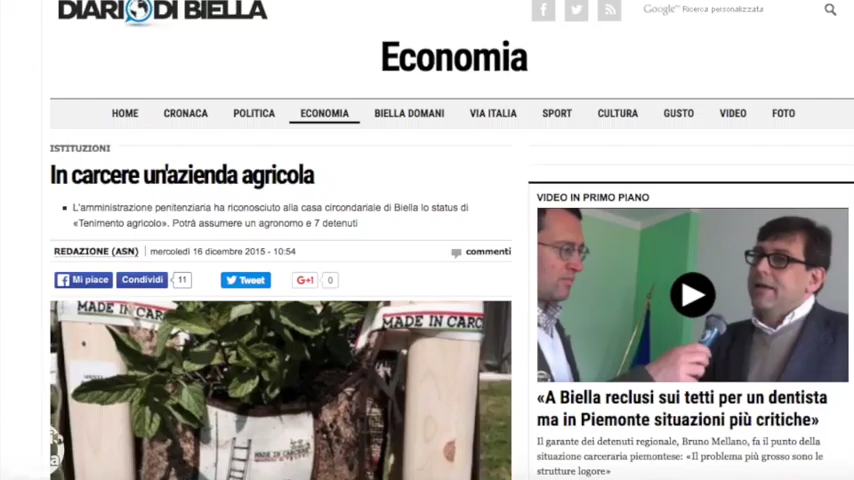 DIARIO DI BIELLA
Google™ Ricerca personalizzata
Economia
HOME CRONACA POLITICA ECONOMIA BIELLA DOMANI VIA ITALIA SPORT CULTURA GUSTO VIDEO FOTO
ISTITUZIONI
In carcere un'azienda agricola
L'amministrazione penitenziaria ha riconosciuto alla casa circondariale di Biella lo status di
«Tenimento agricolo». Potrà assumere un agronomo e 7 detenuti
REDAZIONE (ASN) mercoledì 16 dicembre 2015 - 10:54 commenti
Mi piace Condividi 11 Tweet G+1 0
MADE IN CARC
MADE IN CARC
MADE IN CARCERE
VIDEO IN PRIMO PIANO
«A Biella reclusi sui tetti per un dentista
ma in Piemonte situazioni più critiche»
Il garante dei detenuti regionale, Bruno Mellano, fa il punto della
situazione carceraria piemontese: «Il problema più grosso sono le
strutture logore»